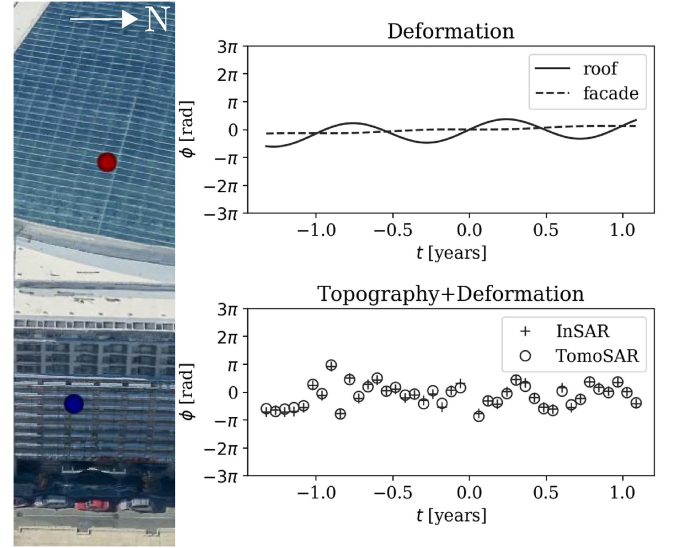 N
Deformation
3π
2π
π
0
−π
−2π
−3π
ϕ [rad]
roof
facade
−1.0 −0.5 0.0 0.5 1.0
t [years]
Topography+Deformation
3π
2π
π
0
−π
−2π
−3π
ϕ [rad]
InSAR
TomoSAR
−1.0 −0.5 0.0 0.5 1.0
t [years]